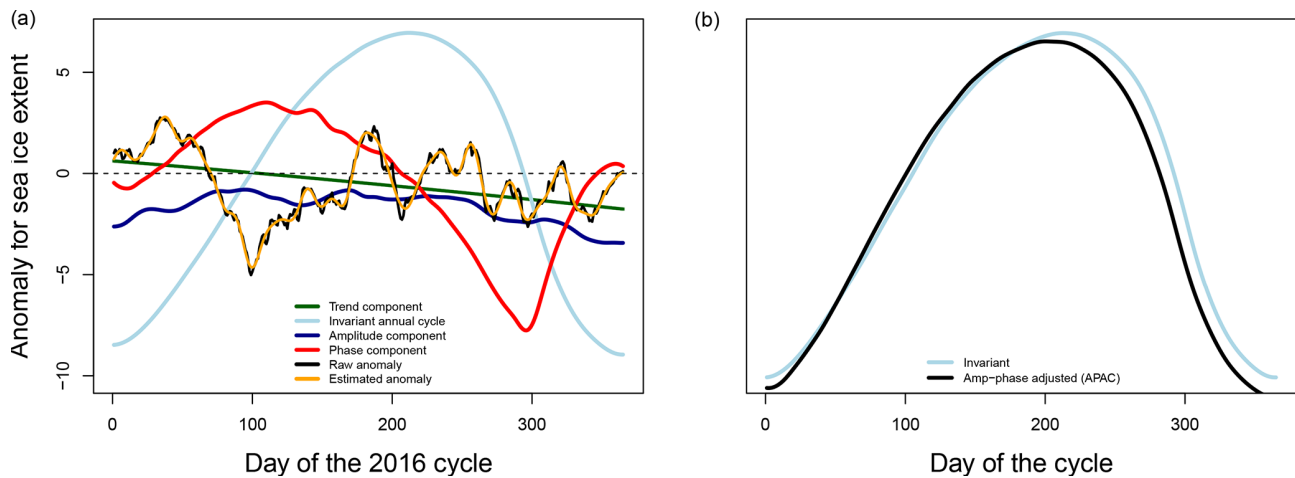 (a)
Anomaly for sea ice extent
5
0
−5
−10
Trend component
Invariant annual cycle
Amplitude component
Phase component
Raw anomaly
Estimated anomaly
0 100 200 300
Day of the 2016 cycle
(b)
Invariant
Amp−phase adjusted (APAC)
0 100 200 300
Day of the cycle